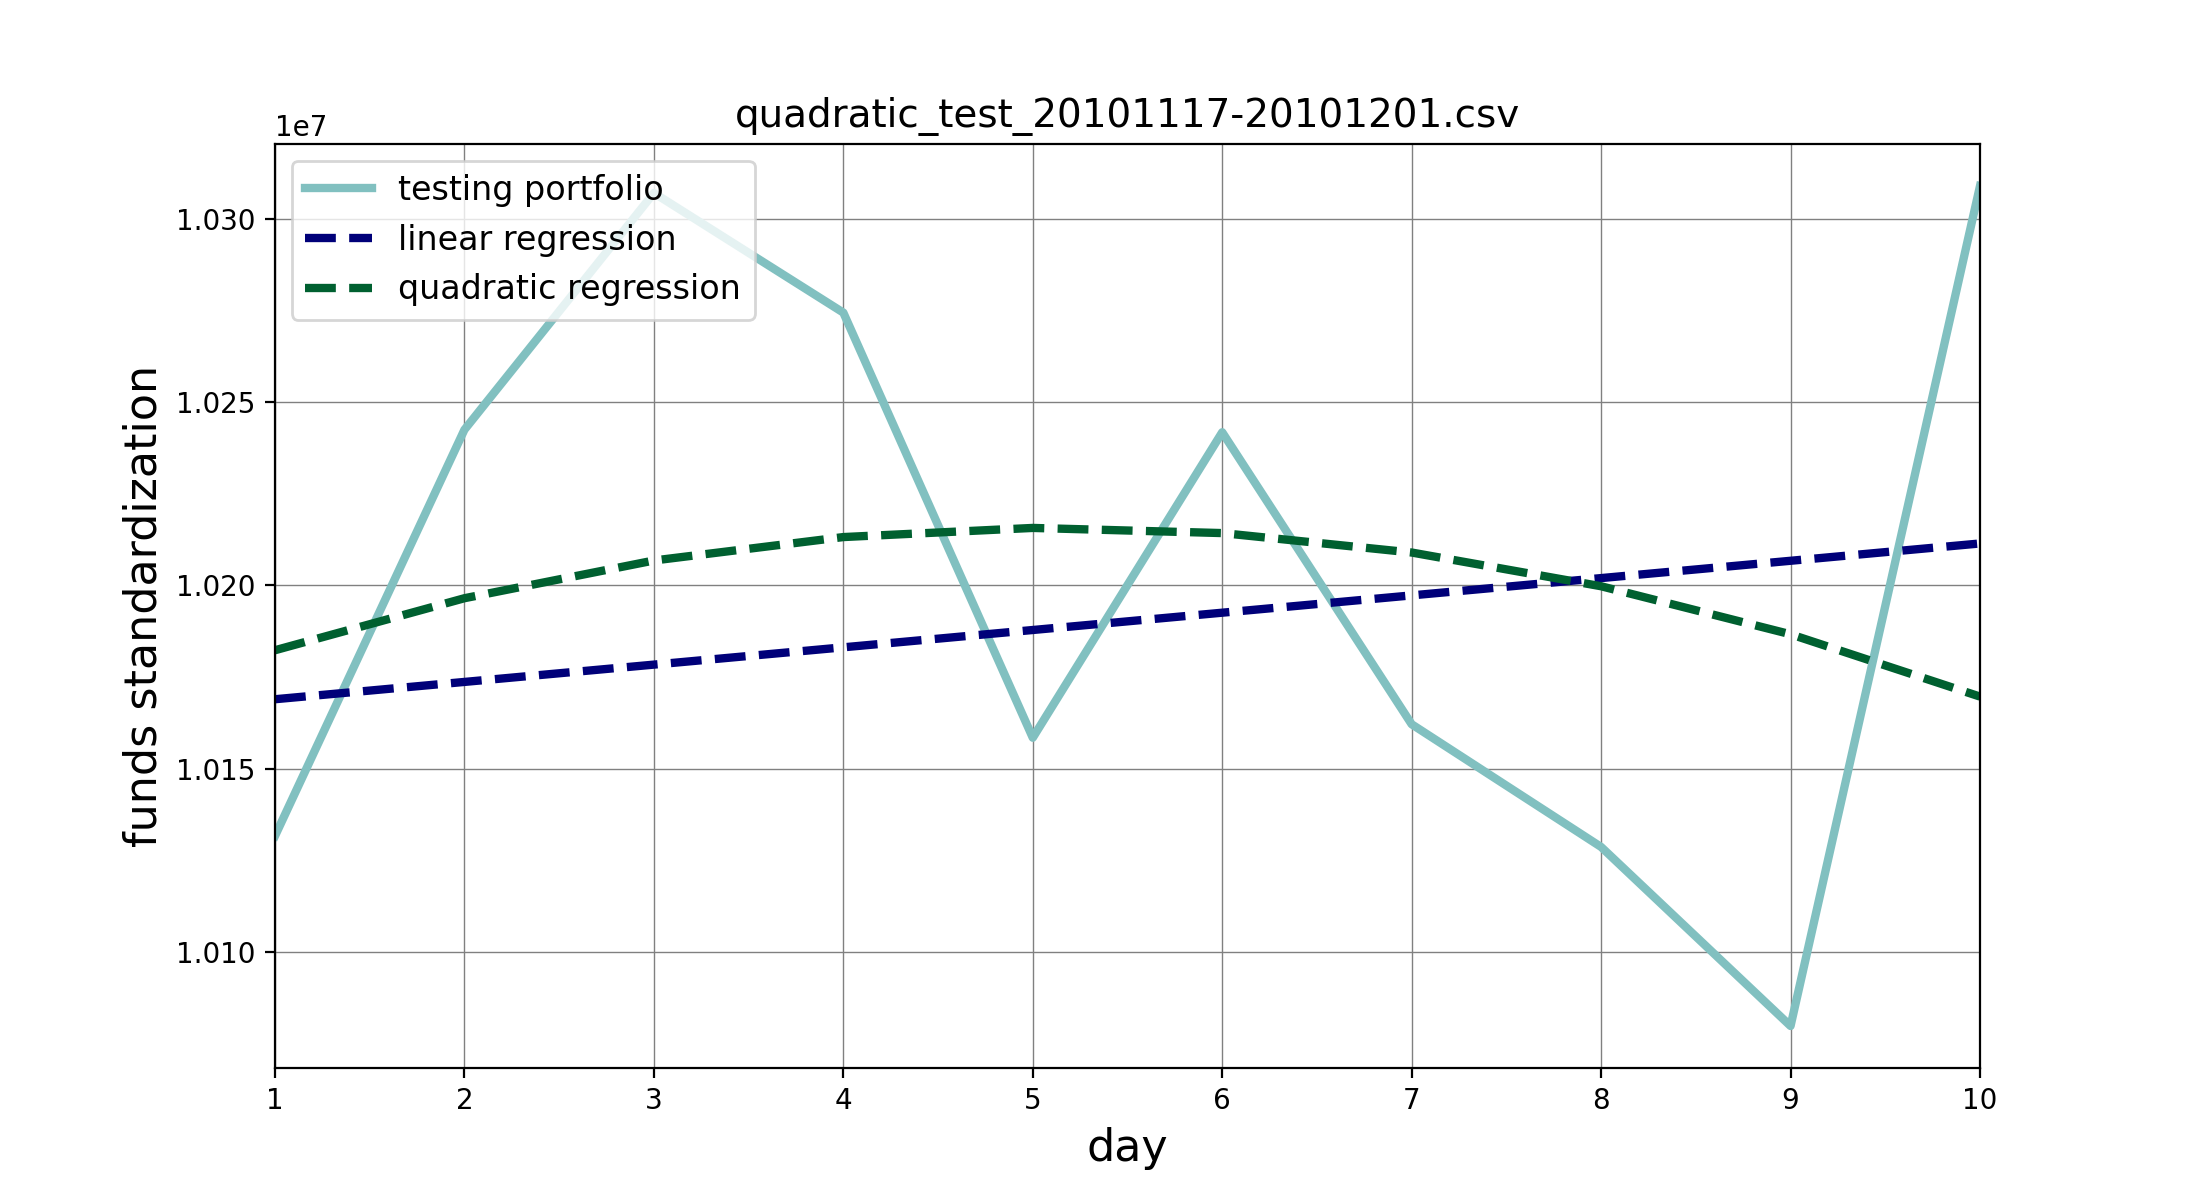 quadratic_test_20101117-20101201.csv
1e7
testing portfolio
linear regression
quadratic regression
1.030
1.025
1.020
1.015
1.010
funds standardization
1 2 3 4 5 6 7 8 9 10
day